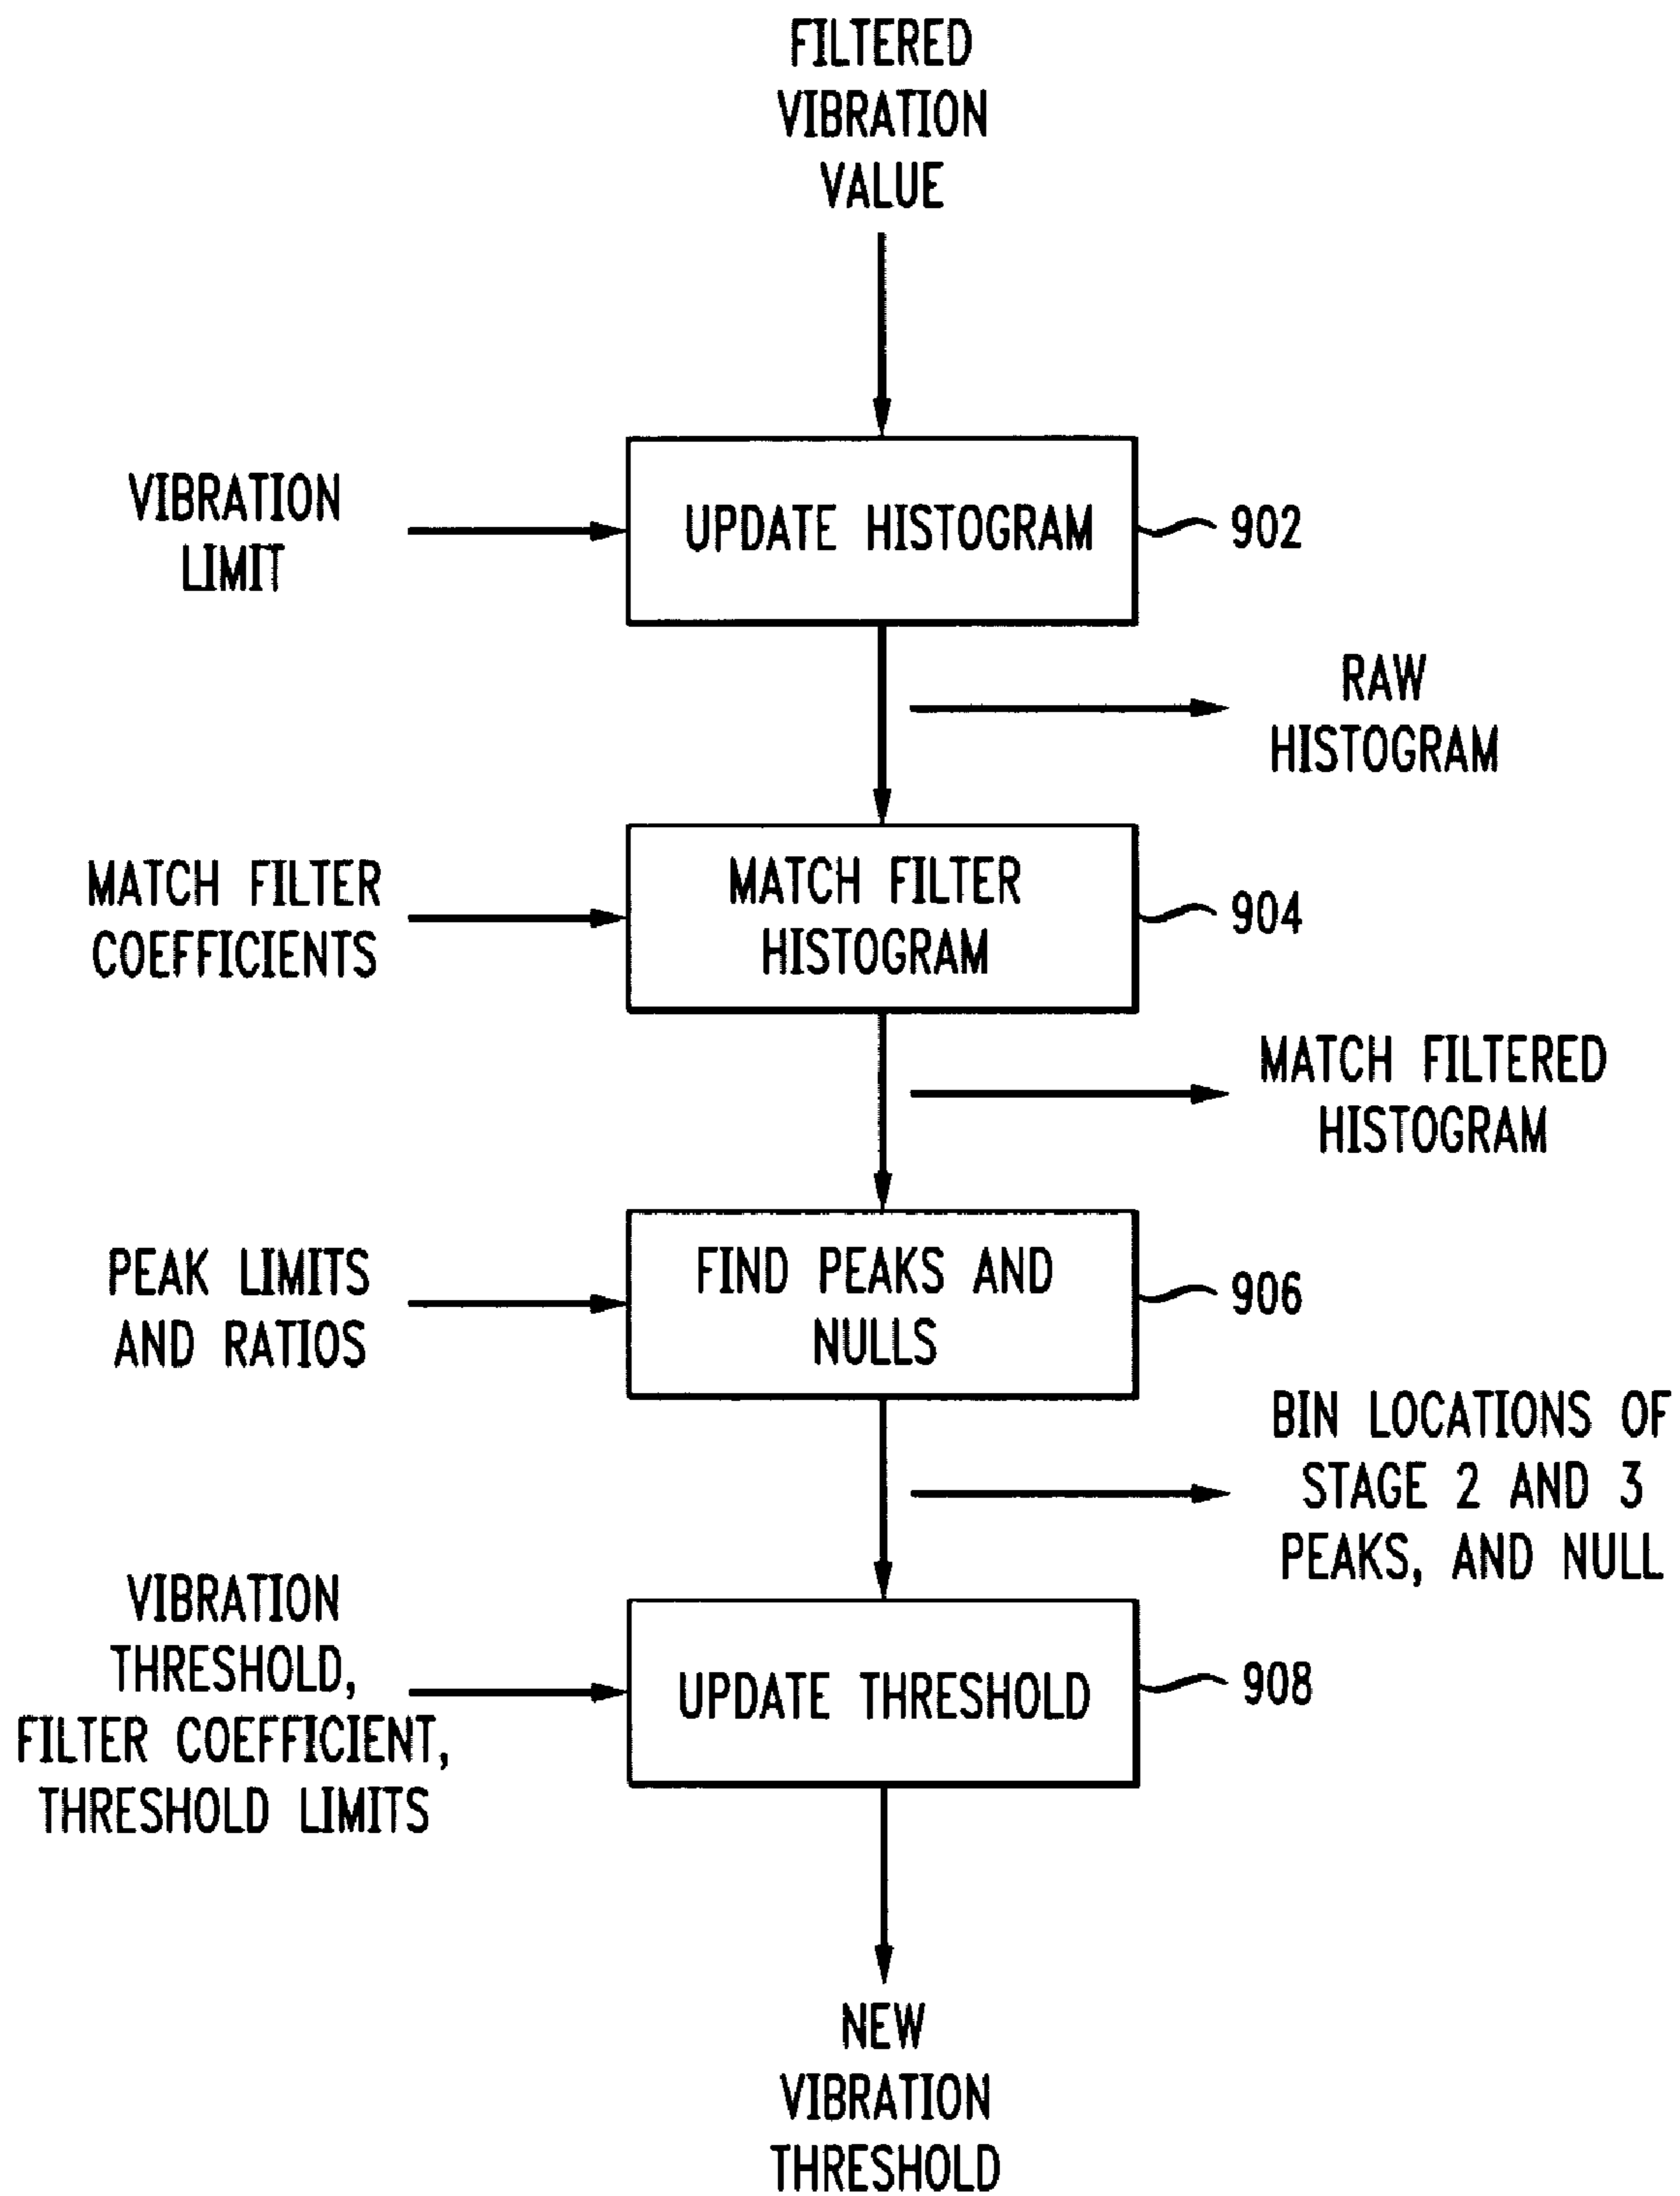 FILTERED
VIBRATION
VALUE
VIBRATION
LIMIT
UPDATE HISTOGRAM
902
RAW
HISTOGRAM
MATCH FILTER
COEFFICIENTS
MATCH FILTER
HISTOGRAM
904
MATCH FILTERED
HISTOGRAM
PEAK LIMITS
AND RATIOS
FIND PEAKS AND
NULLS
906
BIN LOCATIONS OF
STAGE 2 AND 3
PEAKS, AND NULL
VIBRATION
THRESHOLD,
FILTER COEFFICIENT,
THRESHOLD LIMITS
UPDATE THRESHOLD
908
NEW
VIBRATION
THRESHOLD